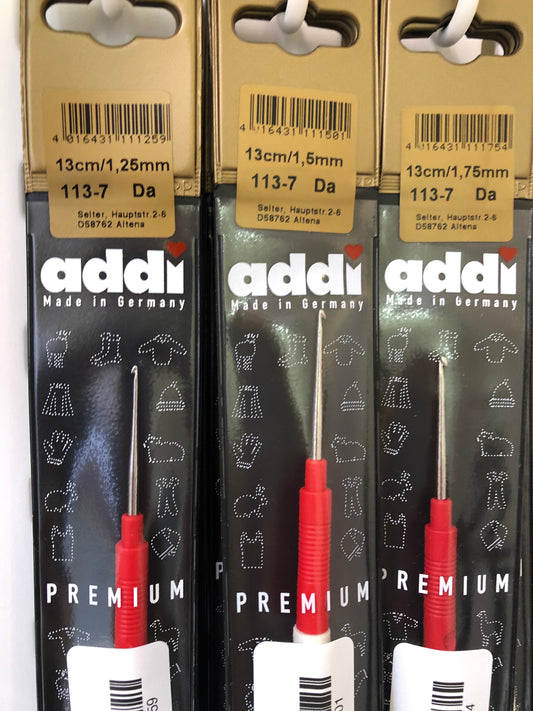 4 016431 111259
13cm/1,25mm
113-7 Da
Selter, Hauptstr.2-6
D58762 Altena
addi
Made in Germany
PREMIUM
4 016431 111501
13cm/1,5mm
113-7 Da
Selter, Hauptstr.2-6
D58762 Altena
addi
Made in Germany
PREMIUM
4 016431 111754
13cm/1,75mm
113-7 Da
Selter, Hauptstr.2-6
D58762 Altena
addi
Made in Germany
PREMIUM